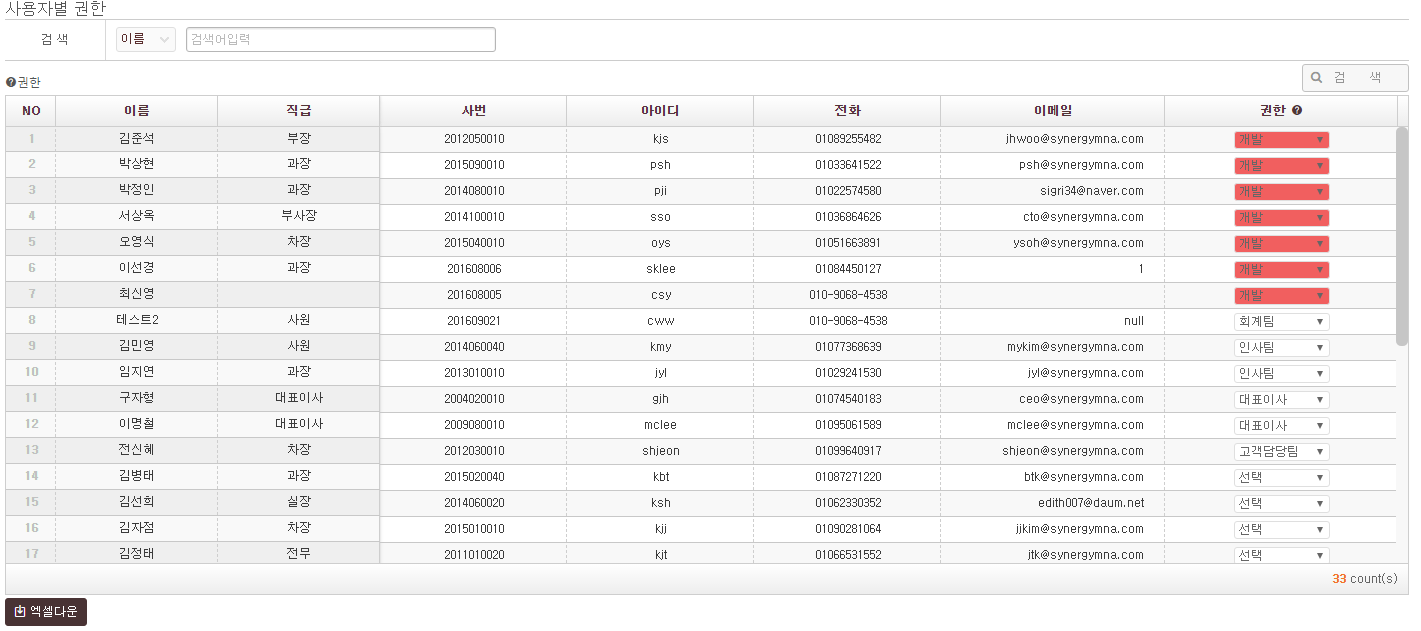 사용자별 권한
검 색 이름 검색어입력
권한 검 색
NO 이름 직급 사번 아이디 전화 이메일 권한
1 김준석 부장 2012050010 kjs 01089255482 jhwoo@synergymna.com 개발
2 박상현 과장 2015090010 psh 01033641522 psh@synergymna.com 개발
3 박정인 과장 2014080010 pji 01022574580 sigri34@naver.com 개발
4 서상옥 부사장 2014100010 sso 01036864626 cto@synergymna.com 개발
5 오영식 차장 2015040010 oys 01051663891 ysoh@synergymna.com 개발
6 이선경 과장 201608006 sklee 01084450127 1 개발
7 최신영 201608005 csy 010-9068-4538 개발
8 테스트2 사원 201609021 cww 010-9068-4538 null 회계팀
9 김민영 사원 2014060040 kmy 01077368639 mykim@synergymna.com 인사팀
10 임지연 과장 2013010010 jyl 01029241530 jyl@synergymna.com 인사팀
11 구자형 대표이사 2004020010 gjh 01074540183 ceo@synergymna.com 대표이사
12 이명철 대표이사 2009080010 mclee 01095061589 mclee@synergymna.com 대표이사
13 전신혜 차장 2012030010 shjeon 01099640917 shjeon@synergymna.com 고객담당팀
14 김병태 과장 2015020040 kbt 01087271220 btk@synergymna.com 선택
15 김선희 실장 2014060020 ksh 01062330352 edith007@daum.net 선택
16 김자점 차장 2015010010 kjj 01090281064 jjkim@synergymna.com 선택
17 김정태 전무 2011010020 kjt 01066531552 jtk@synergymna.com 선택
33 count(s)
엑셀다운